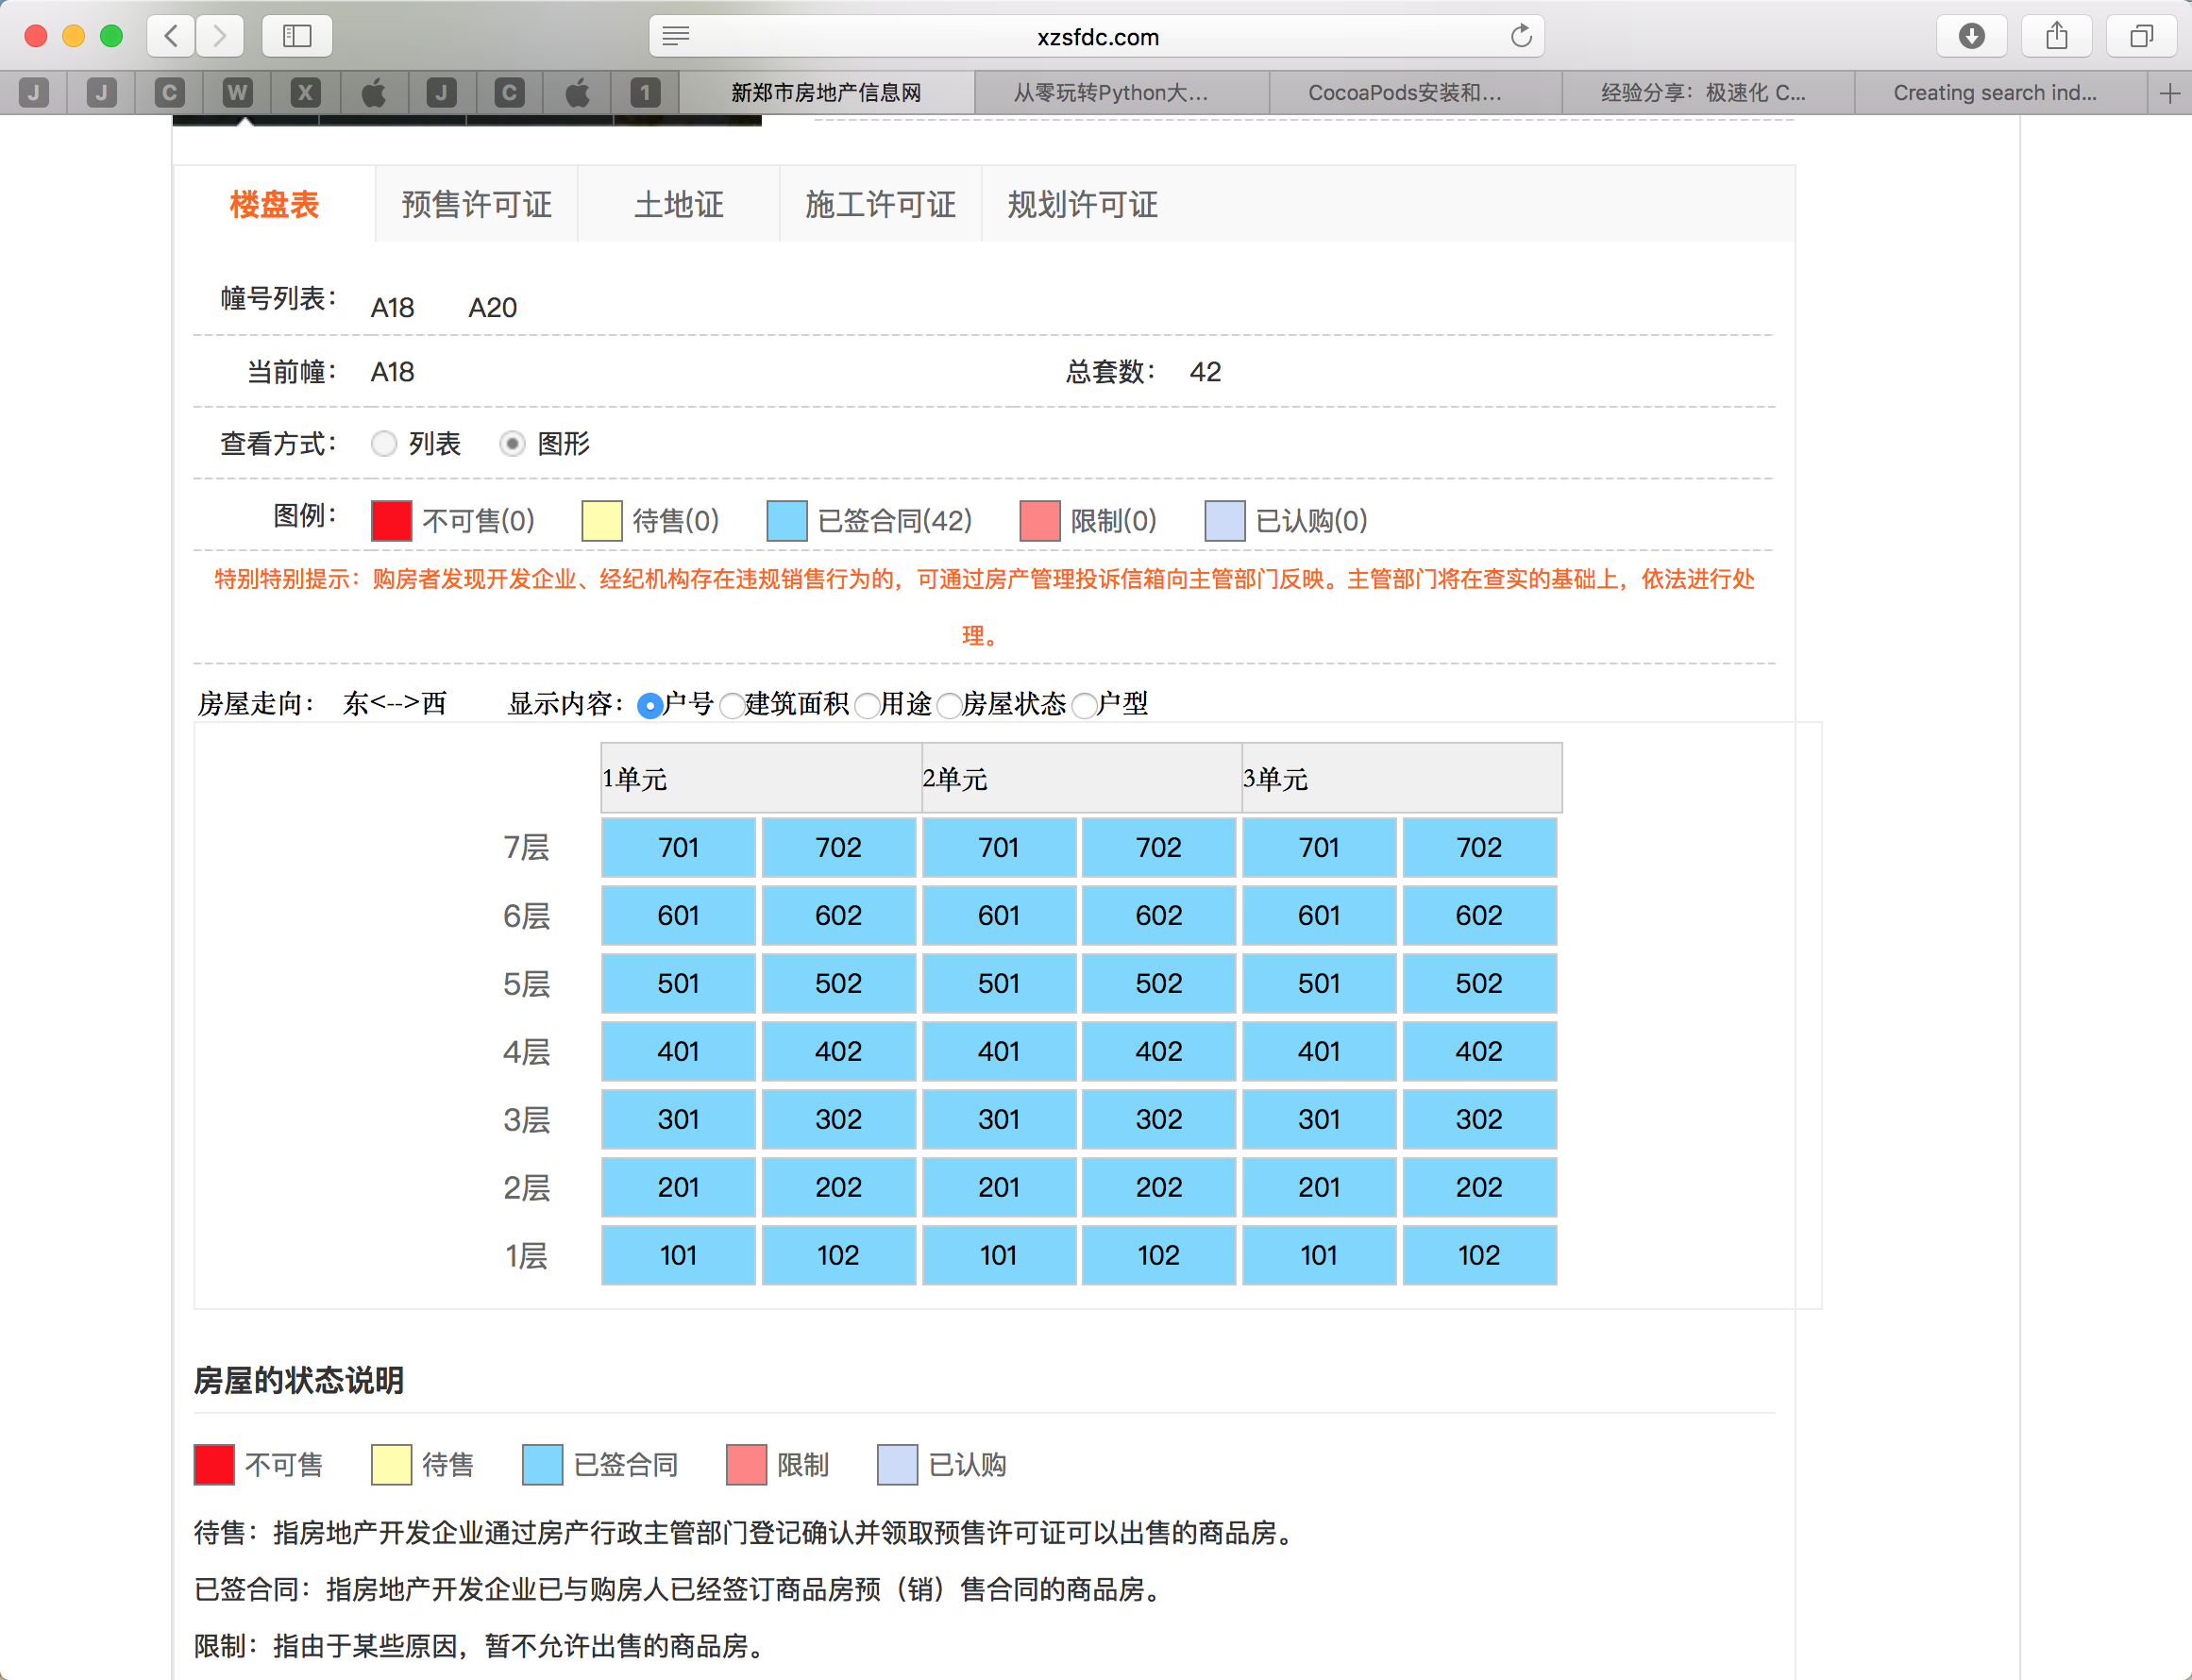 xzsfdc.com
J J C W X J C 1 新郑市房地产信息网 从零玩转Python大... CocoaPods安装和... 经验分享：极速化 C... Creating search ind...
楼盘表 预售许可证 土地证 施工许可证 规划许可证
幢号列表： A18 A20
当前幢： A18 总套数： 42
查看方式： 列表 图形
图例： 不可售(0) 待售(0) 已签合同(42) 限制(0) 已认购(0)
特别特别提示：购房者发现开发企业、经纪机构存在违规销售行为的，可通过房产管理投诉信箱向主管部门反映。主管部门将在查实的基础上，依法进行处
理。
房屋走向： 东<-->西 显示内容： 户号 建筑面积 用途 房屋状态 户型
1单元 2单元 3单元
7层 701 702 701 702 701 702
6层 601 602 601 602 601 602
5层 501 502 501 502 501 502
4层 401 402 401 402 401 402
3层 301 302 301 302 301 302
2层 201 202 201 202 201 202
1层 101 102 101 102 101 102
房屋的状态说明
不可售 待售 已签合同 限制 已认购
待售：指房地产开发企业通过房产行政主管部门登记确认并领取预售许可证可以出售的商品房。
已签合同：指房地产开发企业已与购房人已经签订商品房预（销）售合同的商品房。
限制：指由于某些原因，暂不允许出售的商品房。